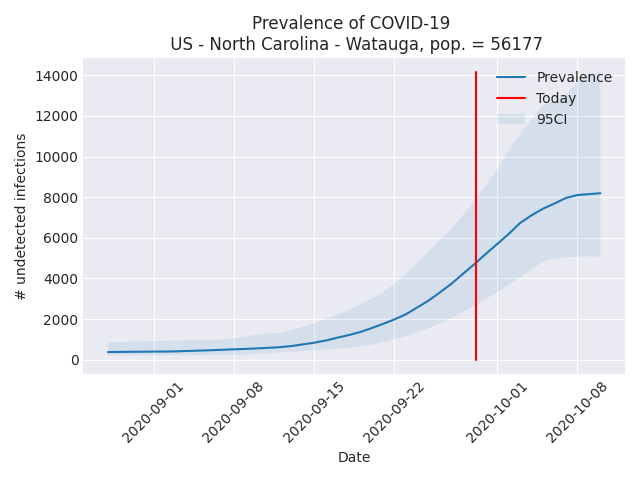 Prevalence of COVID-19
US - North Carolina - Watauga, pop. = 56177
14000
12000
10000
8000
6000
4000
2000
0
# undetected infections
Prevalence
Today
95CI
2020-09-01
2020-09-08
2020-09-15
2020-09-22
2020-10-01
2020-10-08
Date